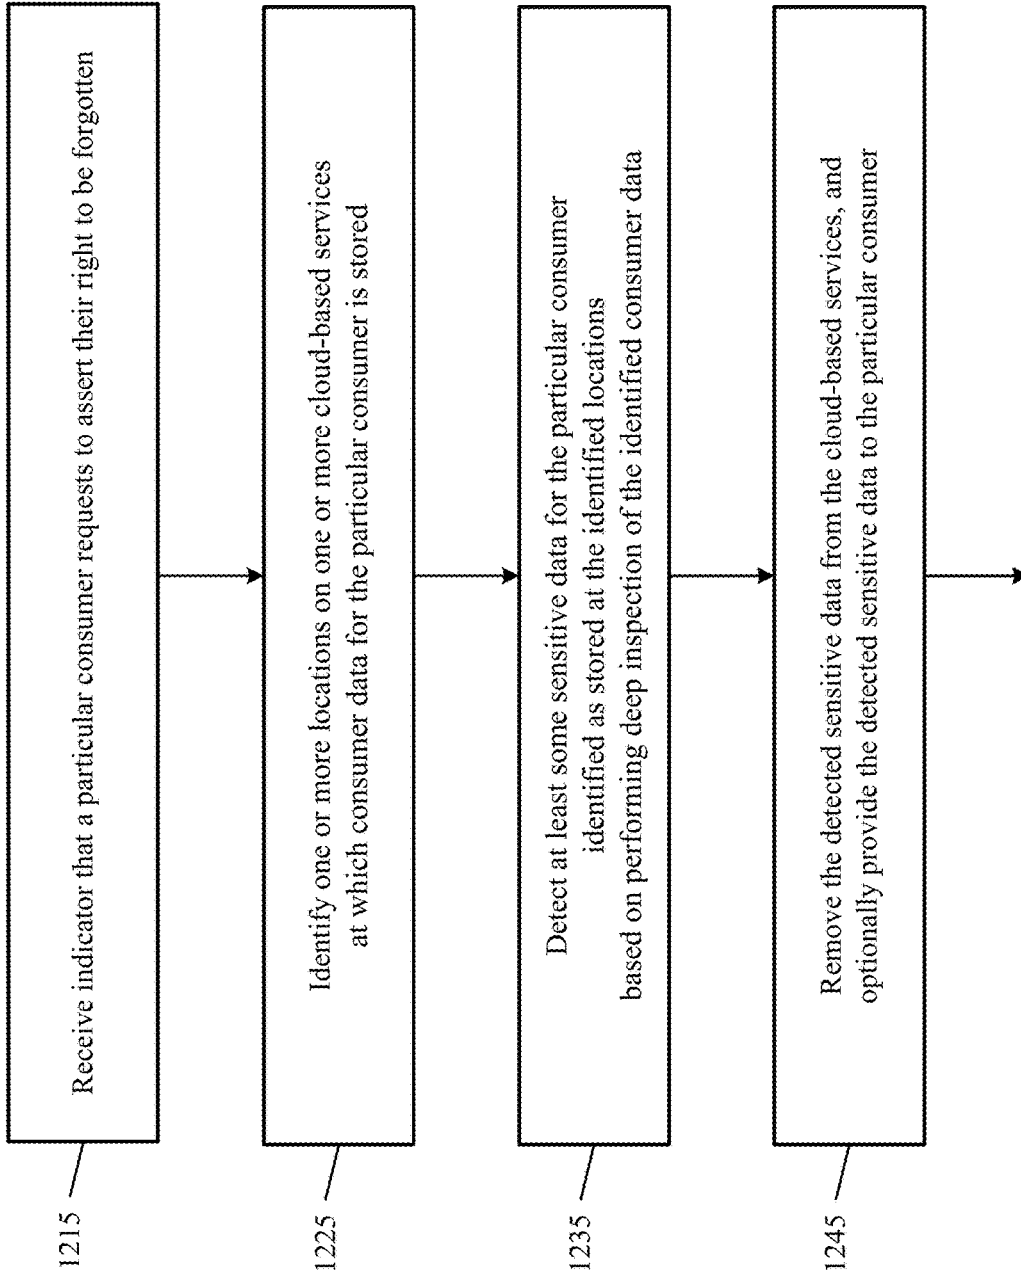 Receive indicator that a particular consumer requests to assert their right to be forgotten
1215
Identify one or more locations on one or more cloud-based services
at which consumer data for the particular consumer is stored
1225
Detect at least some sensitive data for the particular consumer
identified as stored at the identified locations
based on performing deep inspection of the identified consumer data
1235
Remove the detected sensitive data from the cloud-based services, and
optionally provide the detected sensitive data to the particular consumer
1245